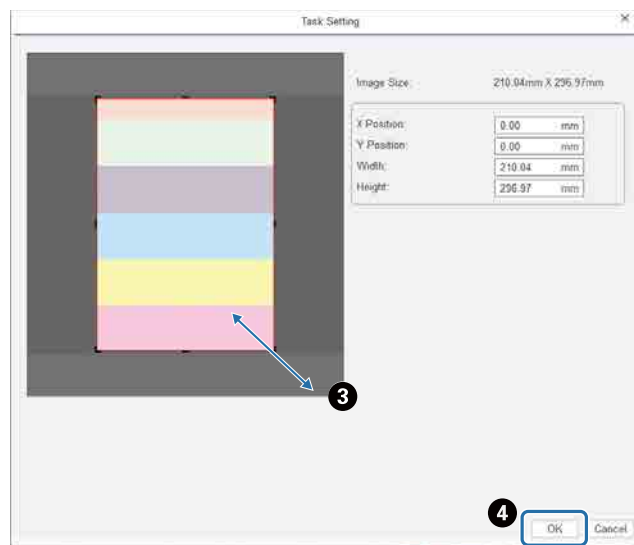 Task Setting
Image Size: 210.04mm X 296.97mm
X Position: 0.00 mm
Y Position: 0.00 mm
Width: 210.04 mm
Height: 296.97 mm
3
4
OK Cancel